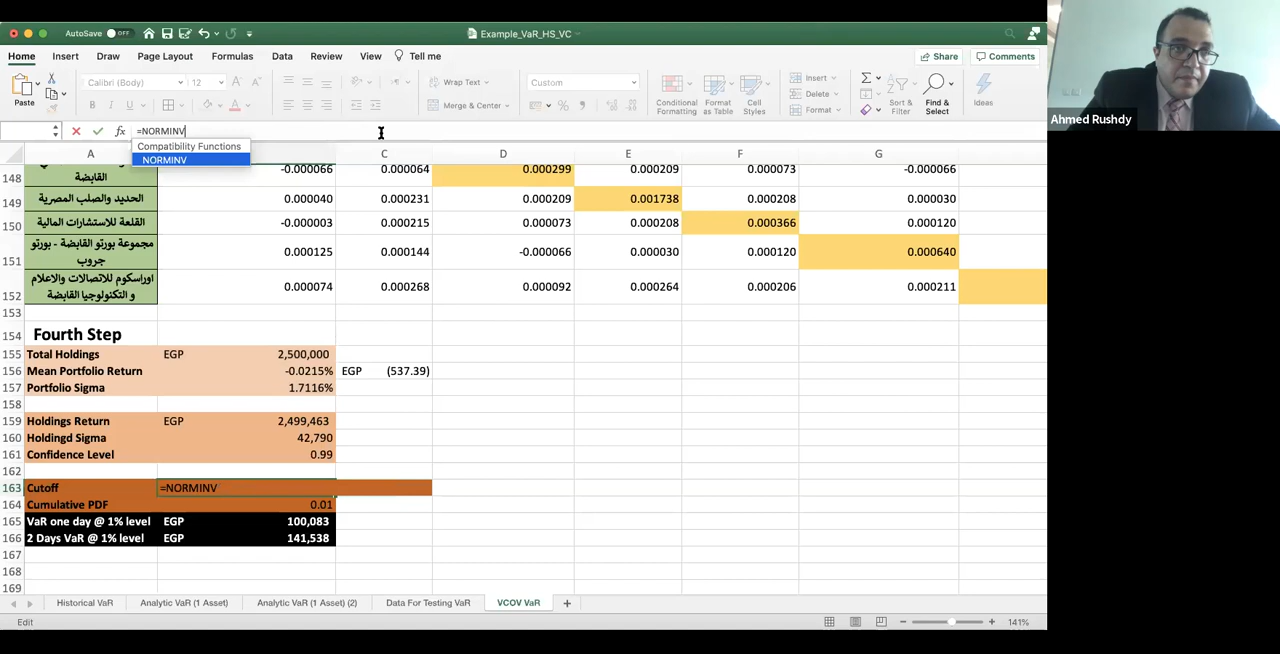 AutoSave OFF
Example_VaR_HS_VC
Home Insert Draw Page Layout Formulas Data Review View Tell me
Share Comments
Paste
Calibri (Body) 12
A A
B I U A
Wrap Text
Merge & Center
Custom
Conditional Formatting
Format as Table
Cell Styles
Insert
Delete
Format
Sort & Filter
Find & Select
Ideas
Ahmed Rushdy
fx =NORMINV
Compatibility Functions
NORMINV
A C D E F G
148 القابضة -0.000066 0.000064 0.000299 0.000209 0.000073 -0.000066
149 الحديد والصلب المصرية 0.000040 0.000231 0.000209 0.001738 0.000208 0.000030
150 القلعة للاستشارات المالية -0.000003 0.000215 0.000073 0.000208 0.000366 0.000120
151 مجموعة بورتو القابضة - بورتو
جروب 0.000125 0.000144 -0.000066 0.000030 0.000120 0.000640
152 اوراسكوم للاتصالات والاعلام
و التكنولوجيا القابضة 0.000074 0.000268 0.000092 0.000264 0.000206 0.000211
153
154 Fourth Step
155 Total Holdings EGP 2,500,000
156 Mean Portfolio Return -0.0215% EGP (537.39)
157 Portfolio Sigma 1.7116%
158
159 Holdings Return EGP 2,499,463
160 Holdingd Sigma 42,790
161 Confidence Level 0.99
162
163 Cutoff =NORMINV
164 Cumulative PDF 0.01
165 VaR one day @ 1% level EGP 100,083
166 2 Days VaR @ 1% level EGP 141,538
167
168
169
Historical VaR Analytic VaR (1 Asset) Analytic VaR (1 Asset) (2) Data For Testing VaR VCOV VaR +
Edit 141%